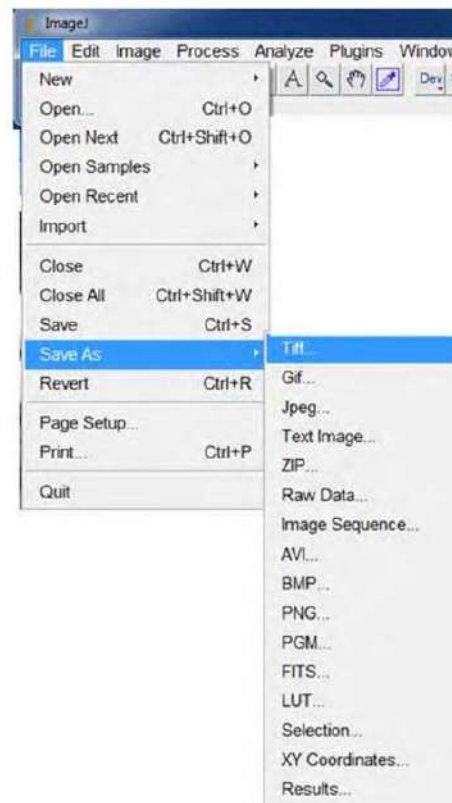 ImageJ
File Edit Image Process Analyze Plugins Window
A Dev
New
Open... Ctrl+O
Open Next Ctrl+Shift+O
Open Samples
Open Recent
Import
Close Ctrl+W
Close All Ctrl+Shift+W
Save Ctrl+S
Save As
Revert Ctrl+R
Page Setup...
Print... Ctrl+P
Quit
Tiff...
Gif...
Jpeg...
Text Image...
ZIP...
Raw Data...
Image Sequence...
AVI...
BMP...
PNG...
PGM...
FITS...
LUT...
Selection...
XY Coordinates...
Results...